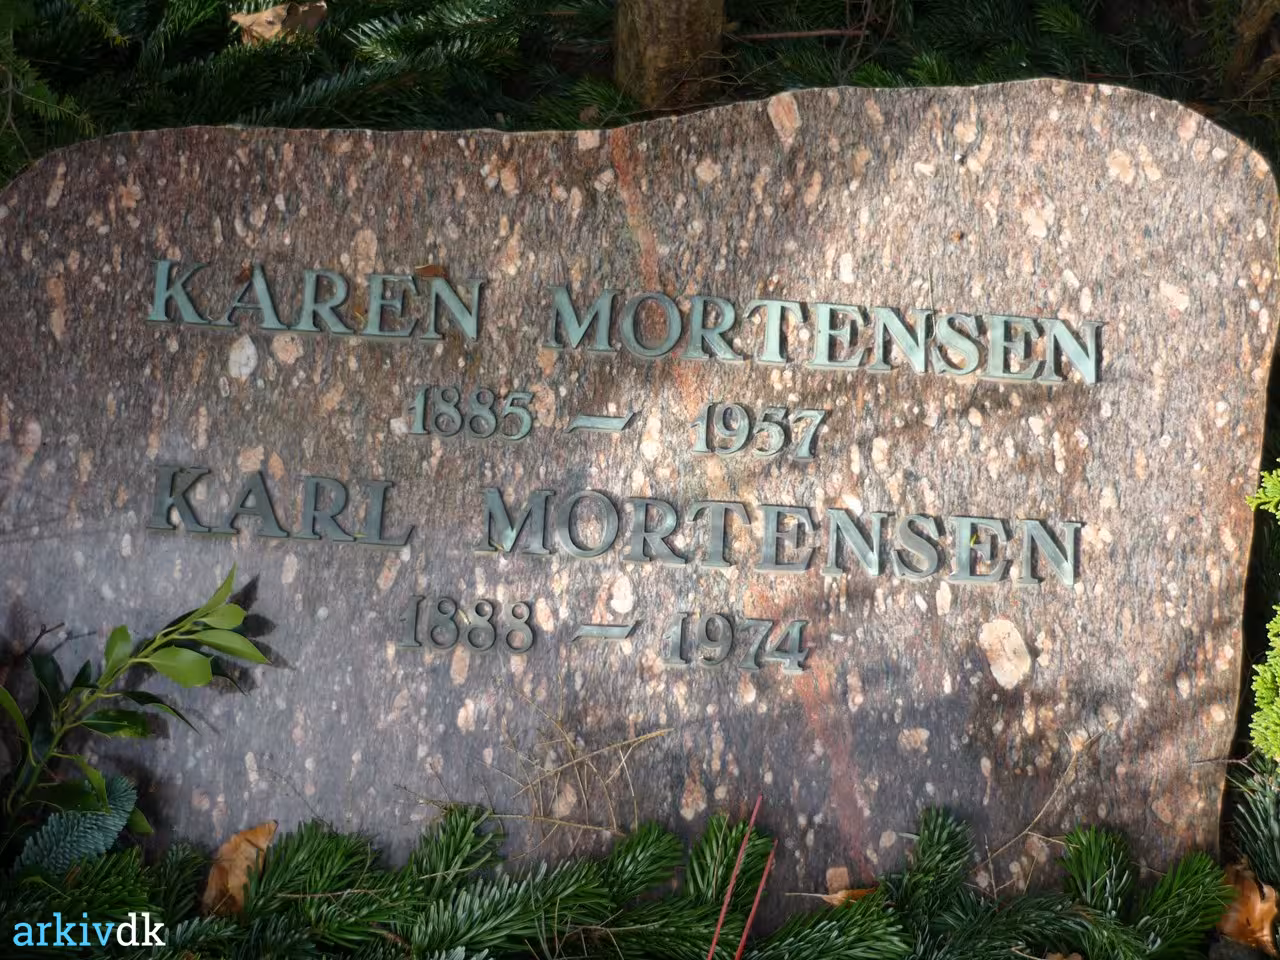 KAREN MORTENSEN
1885 – 1957
KARL MORTENSEN
1888 – 1974
arkivdk